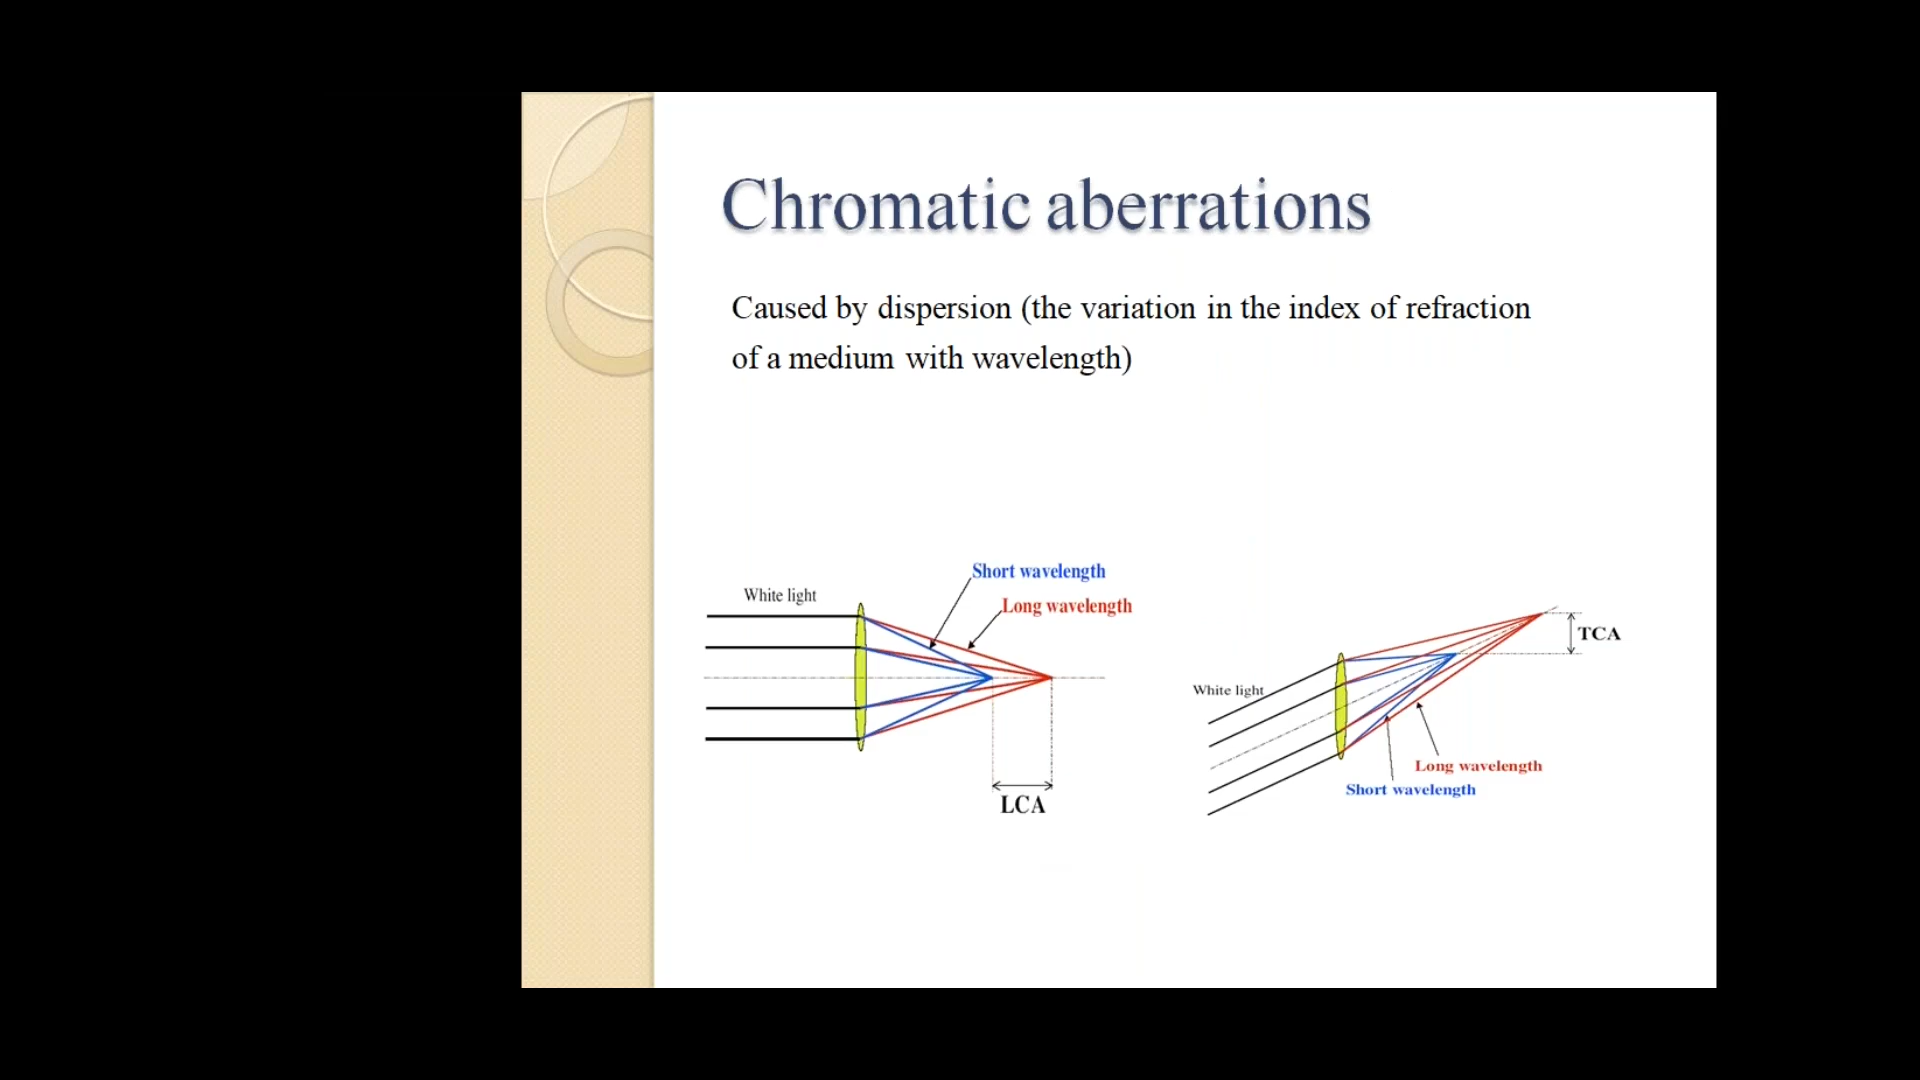 Chromatic aberrations
Caused by dispersion (the variation in the index of refraction
of a medium with wavelength)
Short wavelength
White light
Long wavelength
LCA
TCA
White light
Long wavelength
Short wavelength